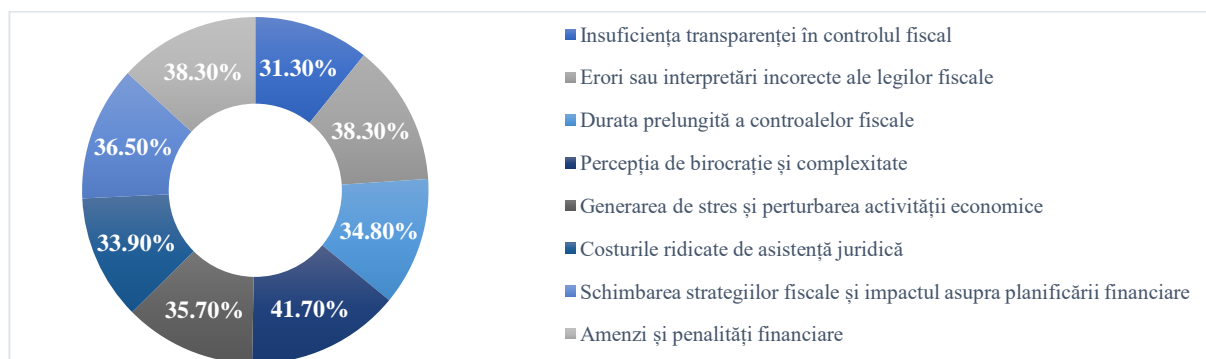 31.30%
38.30%
34.80%
41.70%
35.70%
33.90%
36.50%
38.30%
Insuficiența transparenței în controlul fiscal
Erori sau interpretări incorecte ale legilor fiscale
Durata prelungită a controalelor fiscale
Percepția de birocrație și complexitate
Generarea de stres și perturbarea activității economice
Costurile ridicate de asistență juridică
Schimbarea strategiilor fiscale și impactul asupra planificării financiare
Amenzi și penalități financiare